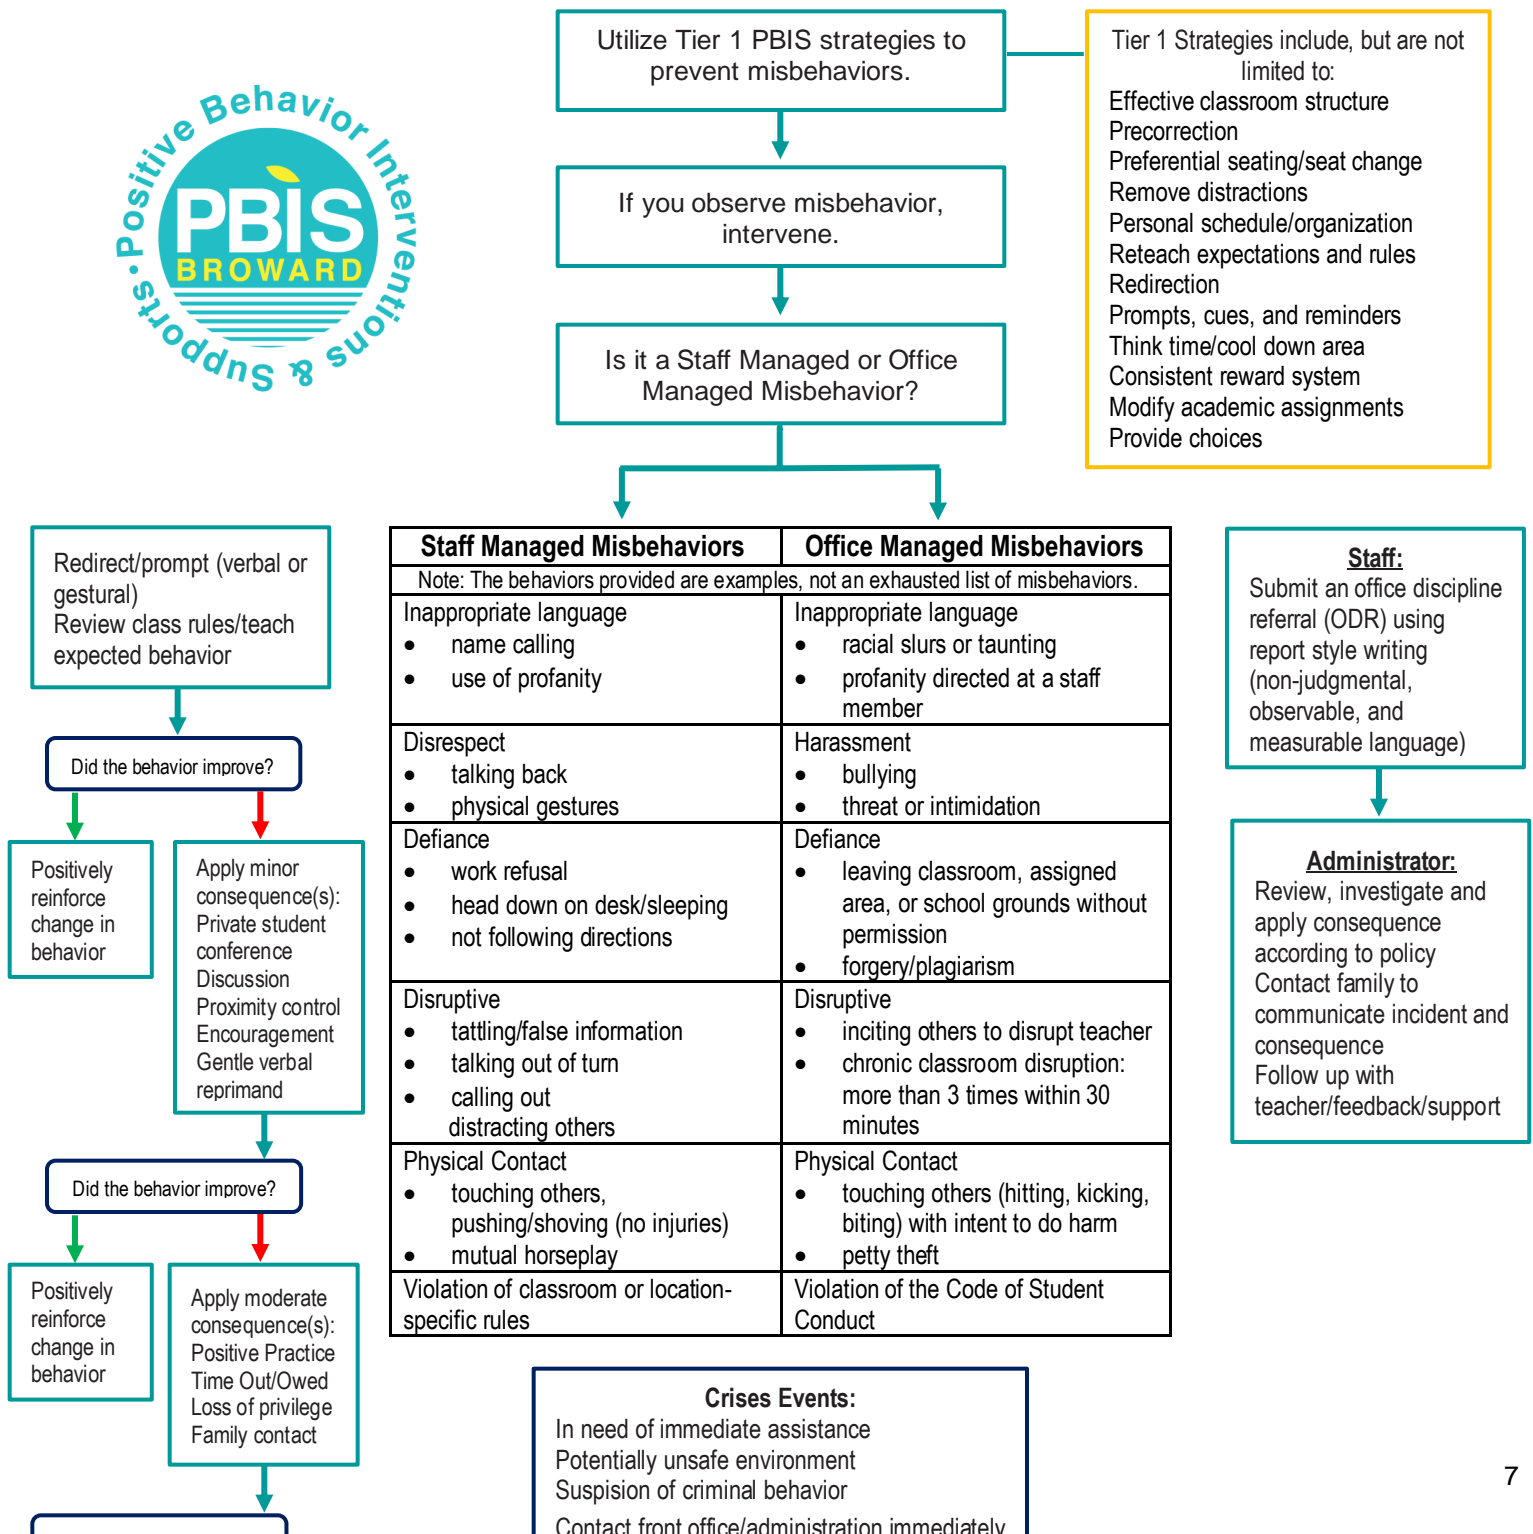 Utilize Tier 1 PBIS strategies to
prevent misbehaviors.
Tier 1 Strategies include, but are not
limited to:
Effective classroom structure
Precorrection
Preferential seating/seat change
Remove distractions
Personal schedule/organization
Reteach expectations and rules
Redirection
Prompts, cues, and reminders
Think time/cool down area
Consistent reward system
Modify academic assignments
Provide choices
Positive Behavior Interventions & Supports •
PBIS
BROWARD
If you observe misbehavior,
intervene.
Is it a Staff Managed or Office
Managed Misbehavior?
Redirect/prompt (verbal or
gestural)
Review class rules/teach
expected behavior
Did the behavior improve?
Positively
reinforce
change in
behavior
Apply minor
consequence(s):
Private student
conference
Discussion
Proximity control
Encouragement
Gentle verbal
reprimand
Did the behavior improve?
Positively
reinforce
change in
behavior
Apply moderate
consequence(s):
Positive Practice
Time Out/Owed
Loss of privilege
Family contact
Staff Managed Misbehaviors
Office Managed Misbehaviors
Note: The behaviors provided are examples, not an exhausted list of misbehaviors.
Inappropriate language
• name calling
• use of profanity
Inappropriate language
• racial slurs or taunting
• profanity directed at a staff
member
Disrespect
• talking back
• physical gestures
Harassment
• bullying
• threat or intimidation
Defiance
• work refusal
• head down on desk/sleeping
• not following directions
Defiance
• leaving classroom, assigned
area, or school grounds without
permission
• forgery/plagiarism
Disruptive
• tattling/false information
• talking out of turn
• calling out
distracting others
Disruptive
• inciting others to disrupt teacher
• chronic classroom disruption:
more than 3 times within 30
minutes
Physical Contact
• touching others,
pushing/shoving (no injuries)
• mutual horseplay
Physical Contact
• touching others (hitting, kicking,
biting) with intent to do harm
• petty theft
Violation of classroom or location-
specific rules
Violation of the Code of Student
Conduct
Staff:
Submit an office discipline
referral (ODR) using
report style writing
(non-judgmental,
observable, and
measurable language)
Administrator:
Review, investigate and
apply consequence
according to policy
Contact family to
communicate incident and
consequence
Follow up with
teacher/feedback/support
Crises Events:
In need of immediate assistance
Potentially unsafe environment
Suspision of criminal behavior
Contact front office/administration immediately
7